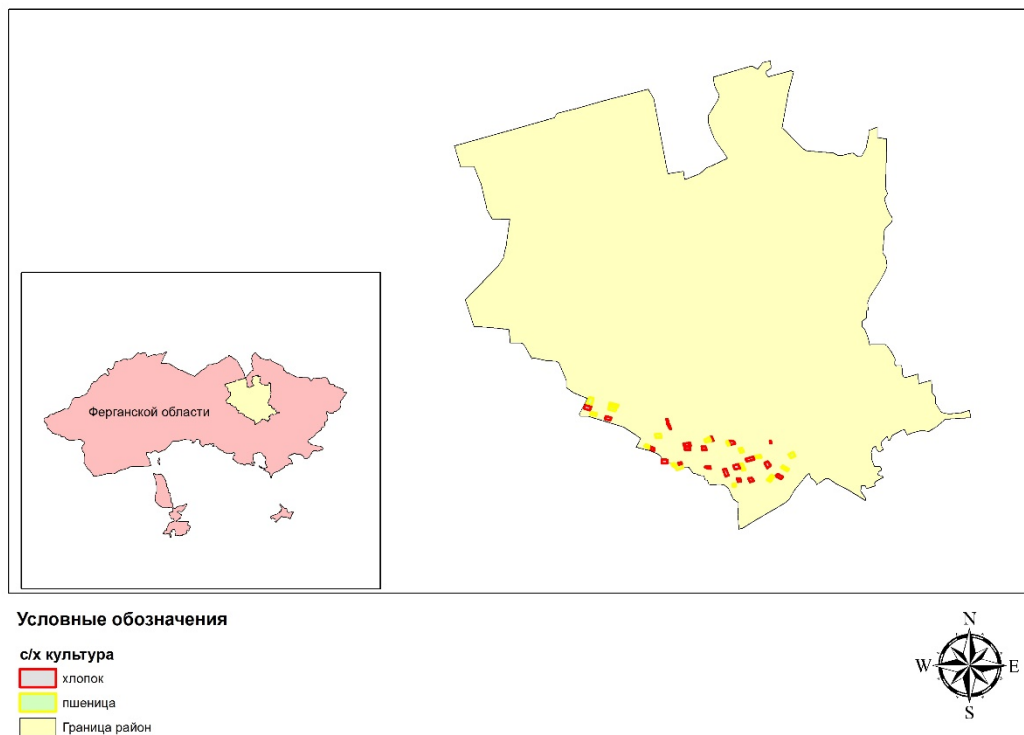 Ферганской области
Условные обозначения
с/х культура
хлопок
пшеница
Граница район
N
W E
S